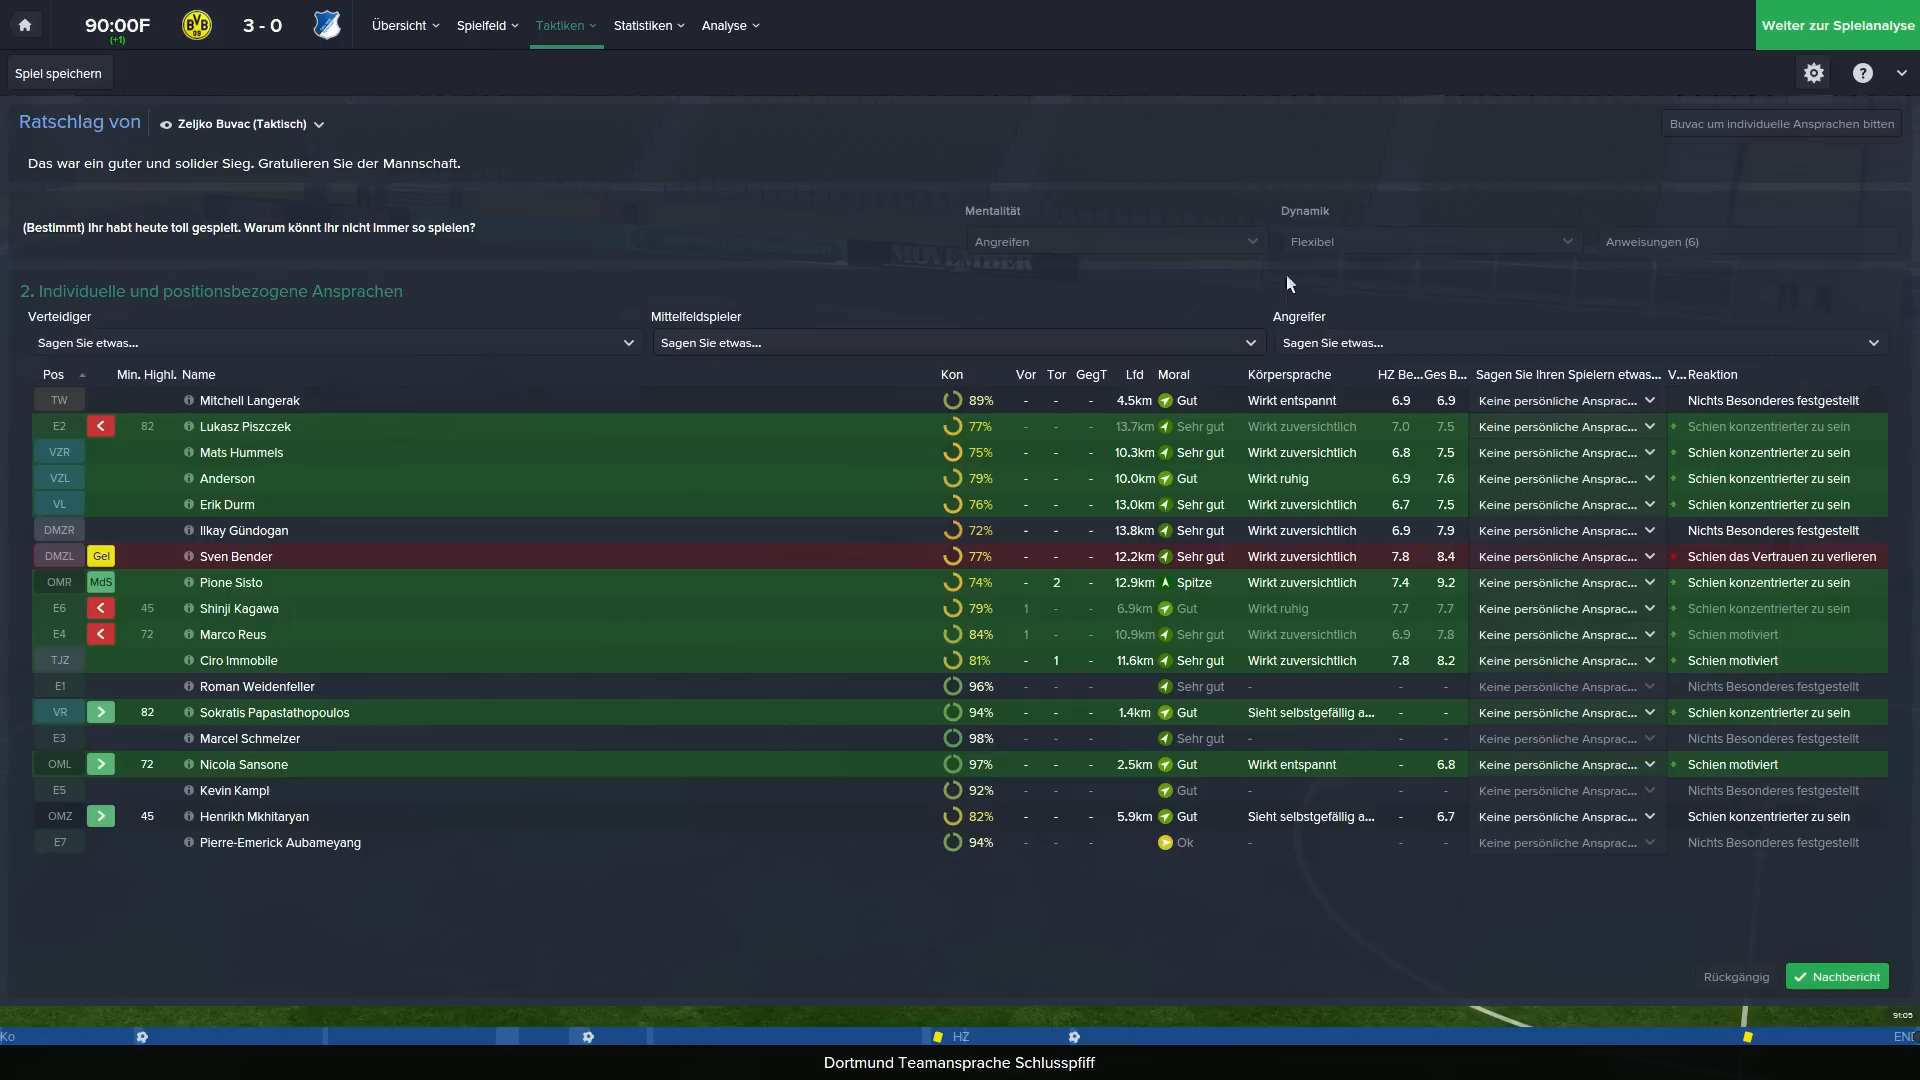 90:00F
(+1)
3 - 0
Übersicht
Spielfeld
Taktiken
Statistiken
Analyse
Weiter zur Spielanalyse
Spiel speichern
Ratschlag von
Zeljko Buvac (Taktisch)
Buvac um individuelle Ansprachen bitten
Das war ein guter und solider Sieg. Gratulieren Sie der Mannschaft.
(Bestimmt) Ihr habt heute toll gespielt. Warum könnt ihr nicht immer so spielen?
Mentalität
Angreifen
Dynamik
Flexibel
Anweisungen (6)
2. Individuelle und positionsbezogene Ansprachen
Verteidiger
Mittelfeldspieler
Angreifer
Sagen Sie etwas...
Sagen Sie etwas...
Sagen Sie etwas...
Pos Min. Highl. Name Kon Vor Tor GegT Lfd Moral Körpersprache HZ Be... Ges B... Sagen Sie Ihren Spielern etwas... V... Reaktion
TW Mitchell Langerak 89% - - - 4.5km Gut Wirkt entspannt 6.9 6.9 Keine persönliche Ansprac... Nichts Besonderes festgestellt
E2 82 Lukasz Piszczek 77% - - - 13.7km Sehr gut Wirkt zuversichtlich 7.0 7.5 Keine persönliche Ansprac... Schien konzentrierter zu sein
VZR Mats Hummels 75% - - - 10.3km Sehr gut Wirkt zuversichtlich 6.8 7.5 Keine persönliche Ansprac... Schien konzentrierter zu sein
VZL Anderson 79% - - - 10.0km Gut Wirkt ruhig 6.9 7.6 Keine persönliche Ansprac... Schien konzentrierter zu sein
VL Erik Durm 76% - - - 13.0km Sehr gut Wirkt zuversichtlich 6.7 7.5 Keine persönliche Ansprac... Schien konzentrierter zu sein
DMZR Ilkay Gündogan 72% - - - 13.8km Sehr gut Wirkt zuversichtlich 6.9 7.9 Keine persönliche Ansprac... Nichts Besonderes festgestellt
DMZL Gel Sven Bender 77% - - - 12.2km Sehr gut Wirkt zuversichtlich 7.8 8.4 Keine persönliche Ansprac... Schien das Vertrauen zu verlieren
OMR MdS Pione Sisto 74% - 2 - 12.9km Spitze Wirkt zuversichtlich 7.4 9.2 Keine persönliche Ansprac... Schien konzentrierter zu sein
E6 45 Shinji Kagawa 79% 1 - - 6.9km Gut Wirkt ruhig 7.7 7.7 Keine persönliche Ansprac... Schien konzentrierter zu sein
E4 72 Marco Reus 84% 1 - - 10.9km Sehr gut Wirkt zuversichtlich 6.9 7.8 Keine persönliche Ansprac... Schien motiviert
TJZ Ciro Immobile 81% - 1 - 11.6km Sehr gut Wirkt zuversichtlich 7.8 8.2 Keine persönliche Ansprac... Schien motiviert
E1 Roman Weidenfeller 96% - - - Sehr gut - - - Keine persönliche Ansprac... Nichts Besonderes festgestellt
VR 82 Sokratis Papastathopoulos 94% - - - 1.4km Gut Sieht selbstgefällig a... - - Keine persönliche Ansprac... Schien konzentrierter zu sein
E3 Marcel Schmelzer 98% - - - Sehr gut - - - Keine persönliche Ansprac... Nichts Besonderes festgestellt
OML 72 Nicola Sansone 97% - - - 2.5km Gut Wirkt entspannt - 6.8 Keine persönliche Ansprac... Schien motiviert
E5 Kevin Kampl 92% - - - Gut - - - Keine persönliche Ansprac... Nichts Besonderes festgestellt
OMZ 45 Henrikh Mkhitaryan 82% - - - 5.9km Gut Sieht selbstgefällig a... - 6.7 Keine persönliche Ansprac... Schien konzentrierter zu sein
E7 Pierre-Emerick Aubameyang 94% - - - Ok - - - Keine persönliche Ansprac... Nichts Besonderes festgestellt
Rückgängig
Nachbericht
91:05
Ko
HZ
END
Dortmund Teamansprache Schlusspfiff
BVB
09
MOVEMBER